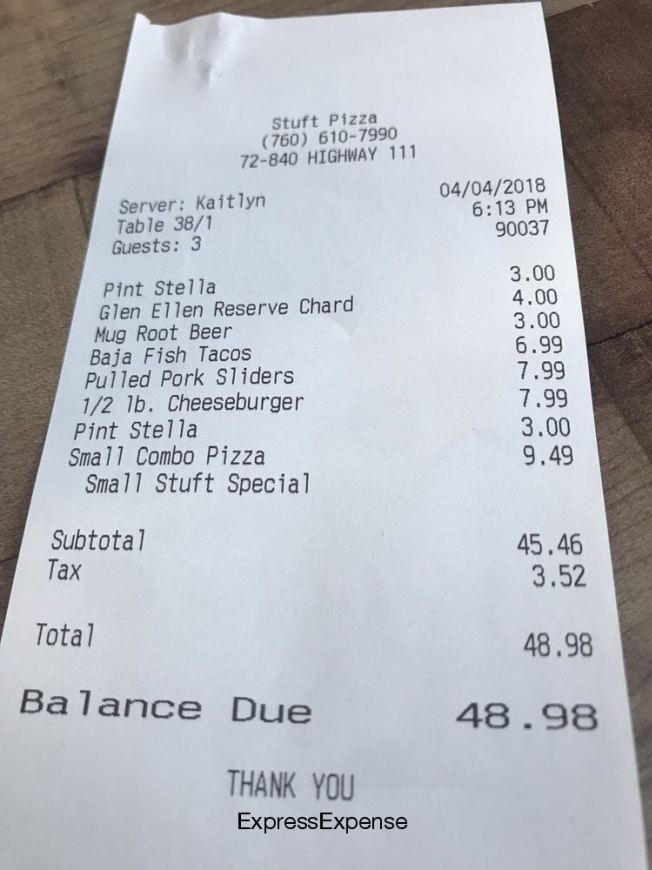 Stuft Pizza
(760) 610-7990
72-840 HIGHWAY 111
Server: Kaitlyn 04/04/2018
Table 38/1 6:13 PM
Guests: 3 90037
Pint Stella 3.00
Glen Ellen Reserve Chard 4.00
Mug Root Beer 3.00
Baja Fish Tacos 6.99
Pulled Pork Sliders 7.99
1/2 lb. Cheeseburger 7.99
Pint Stella 3.00
Small Combo Pizza 9.49
Small Stuft Special
Subtotal 45.46
Tax 3.52
Total 48.98
Balance Due 48.98
THANK YOU
ExpressExpense